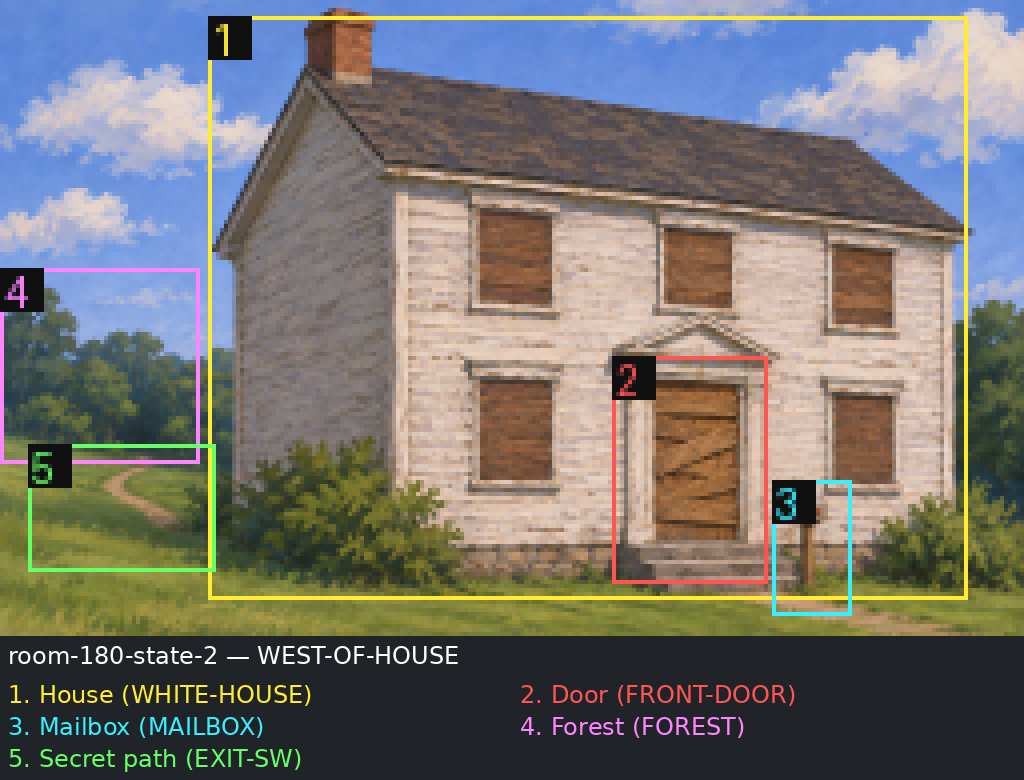 1
4
2
5
3
room-180-state-2 — WEST-OF-HOUSE
1. House (WHITE-HOUSE)
2. Door (FRONT-DOOR)
3. Mailbox (MAILBOX)
4. Forest (FOREST)
5. Secret path (EXIT-SW)